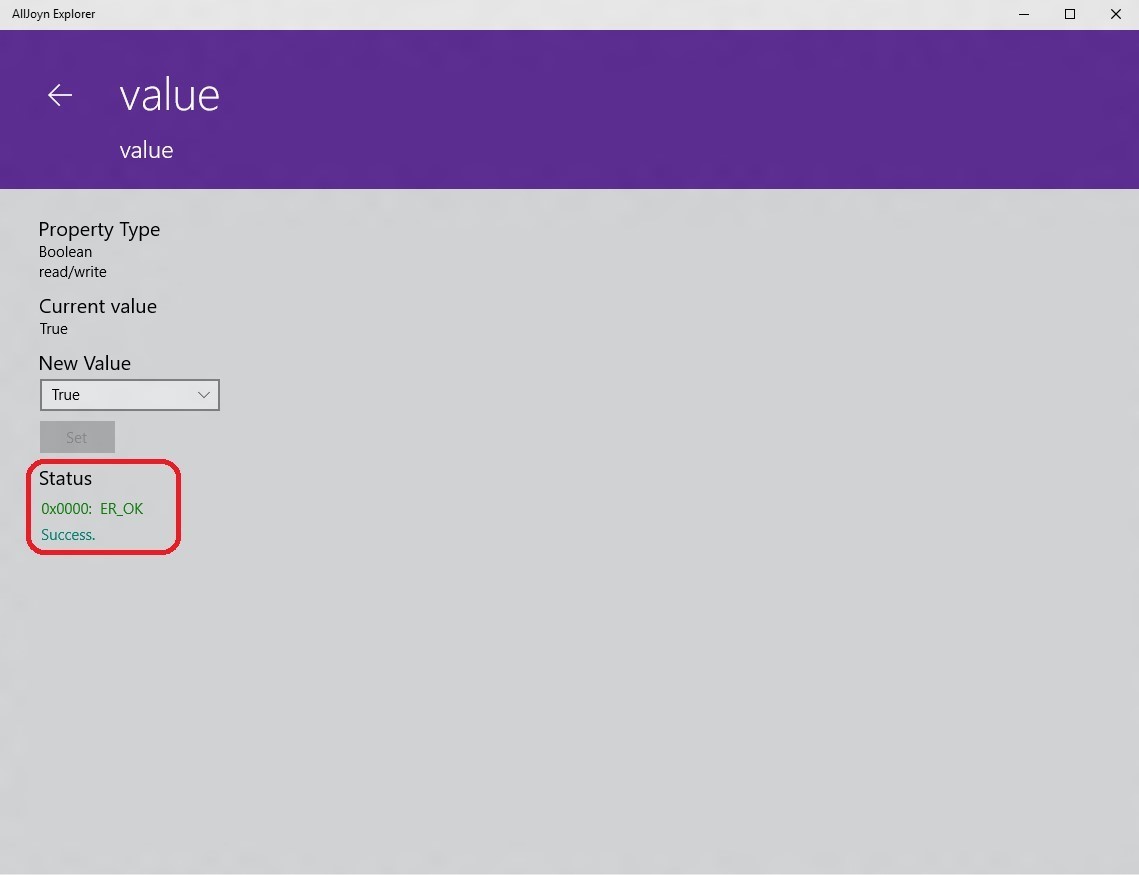 AllJoyn Explorer
value
value
Property Type
Boolean
read/write
Current value
True
New Value
True
Set
Status
0x0000: ER_OK
Success.